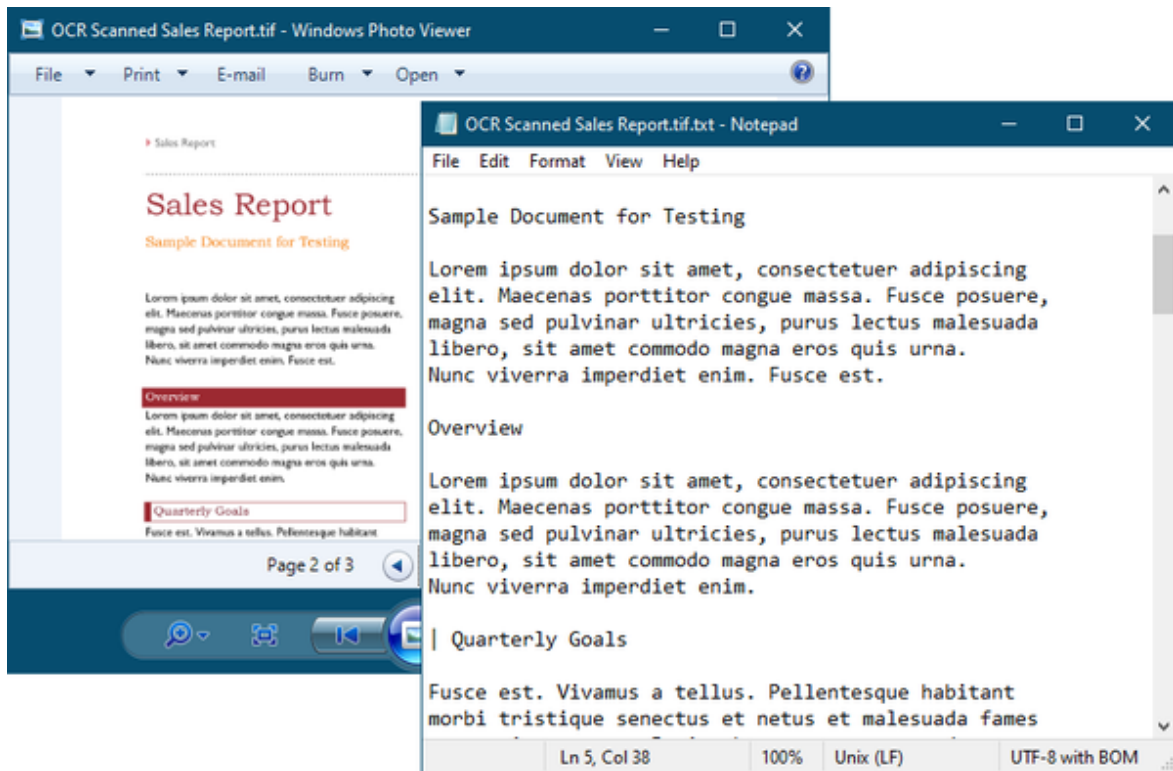 OCR Scanned Sales Report.tif - Windows Photo Viewer
File Print E-mail Burn Open
Sales Report
Sales Report
Sample Document for Testing
Lorem ipsum dolor sit amet, consectetuer adipiscing
elit. Maecenas porttitor congue massa. Fusce posuere,
magna sed pulvinar ultricies, purus lectus malesuada
libero, sit amet commodo magna eros quis urna.
Nunc viverra imperdiet enim. Fusce est.
Overview
Lorem ipsum dolor sit amet, consectetuer adipiscing
elit. Maecenas porttitor congue massa. Fusce posuere,
magna sed pulvinar ultricies, purus lectus malesuada
libero, sit amet commodo magna eros quis urna.
Nunc viverra imperdiet enim.
Quarterly Goals
Fusce est. Vivamus a tellus. Pellentesque habitant
Page 2 of 3
OCR Scanned Sales Report.tif.txt - Notepad
File Edit Format View Help
Sample Document for Testing
Lorem ipsum dolor sit amet, consectetuer adipiscing
elit. Maecenas porttitor congue massa. Fusce posuere,
magna sed pulvinar ultricies, purus lectus malesuada
libero, sit amet commodo magna eros quis urna.
Nunc viverra imperdiet enim. Fusce est.
Overview
Lorem ipsum dolor sit amet, consectetuer adipiscing
elit. Maecenas porttitor congue massa. Fusce posuere,
magna sed pulvinar ultricies, purus lectus malesuada
libero, sit amet commodo magna eros quis urna.
Nunc viverra imperdiet enim.
| Quarterly Goals
Fusce est. Vivamus a tellus. Pellentesque habitant
morbi tristique senectus et netus et malesuada fames
Ln 5, Col 38 100% Unix (LF) UTF-8 with BOM